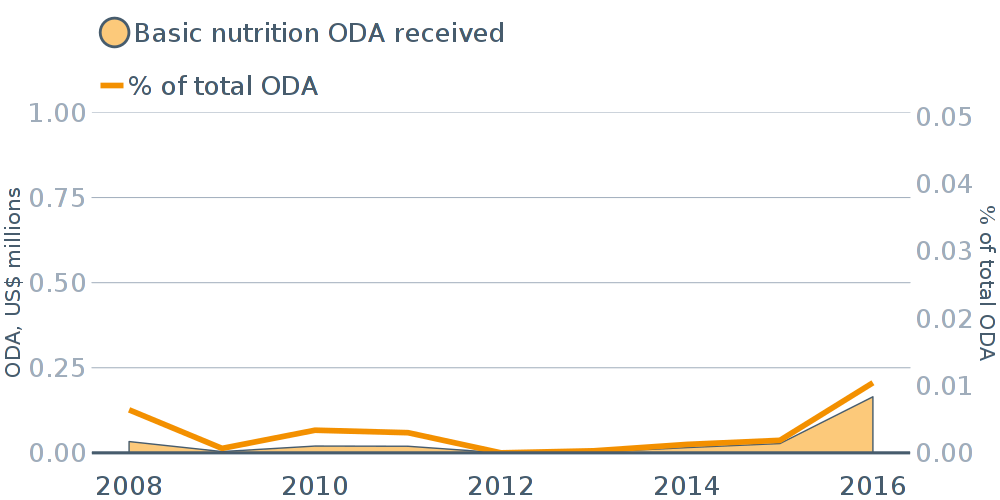 Basic nutrition ODA received
% of total ODA
1.00
0.75
0.50
0.25
0.00
ODA, US$ millions
0.05
0.04
0.03
0.02
0.01
0.00
% of total ODA
2008 2010 2012 2014 2016